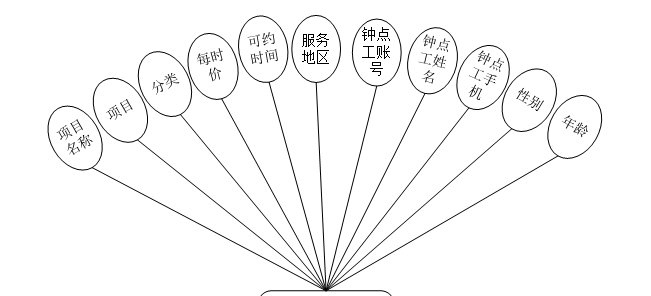 项目
名称
项目
分类
每时
价
可约
时间
服务
地区
钟点
工账
号
钟点
工姓
名
钟点
工手
机
性别
年龄